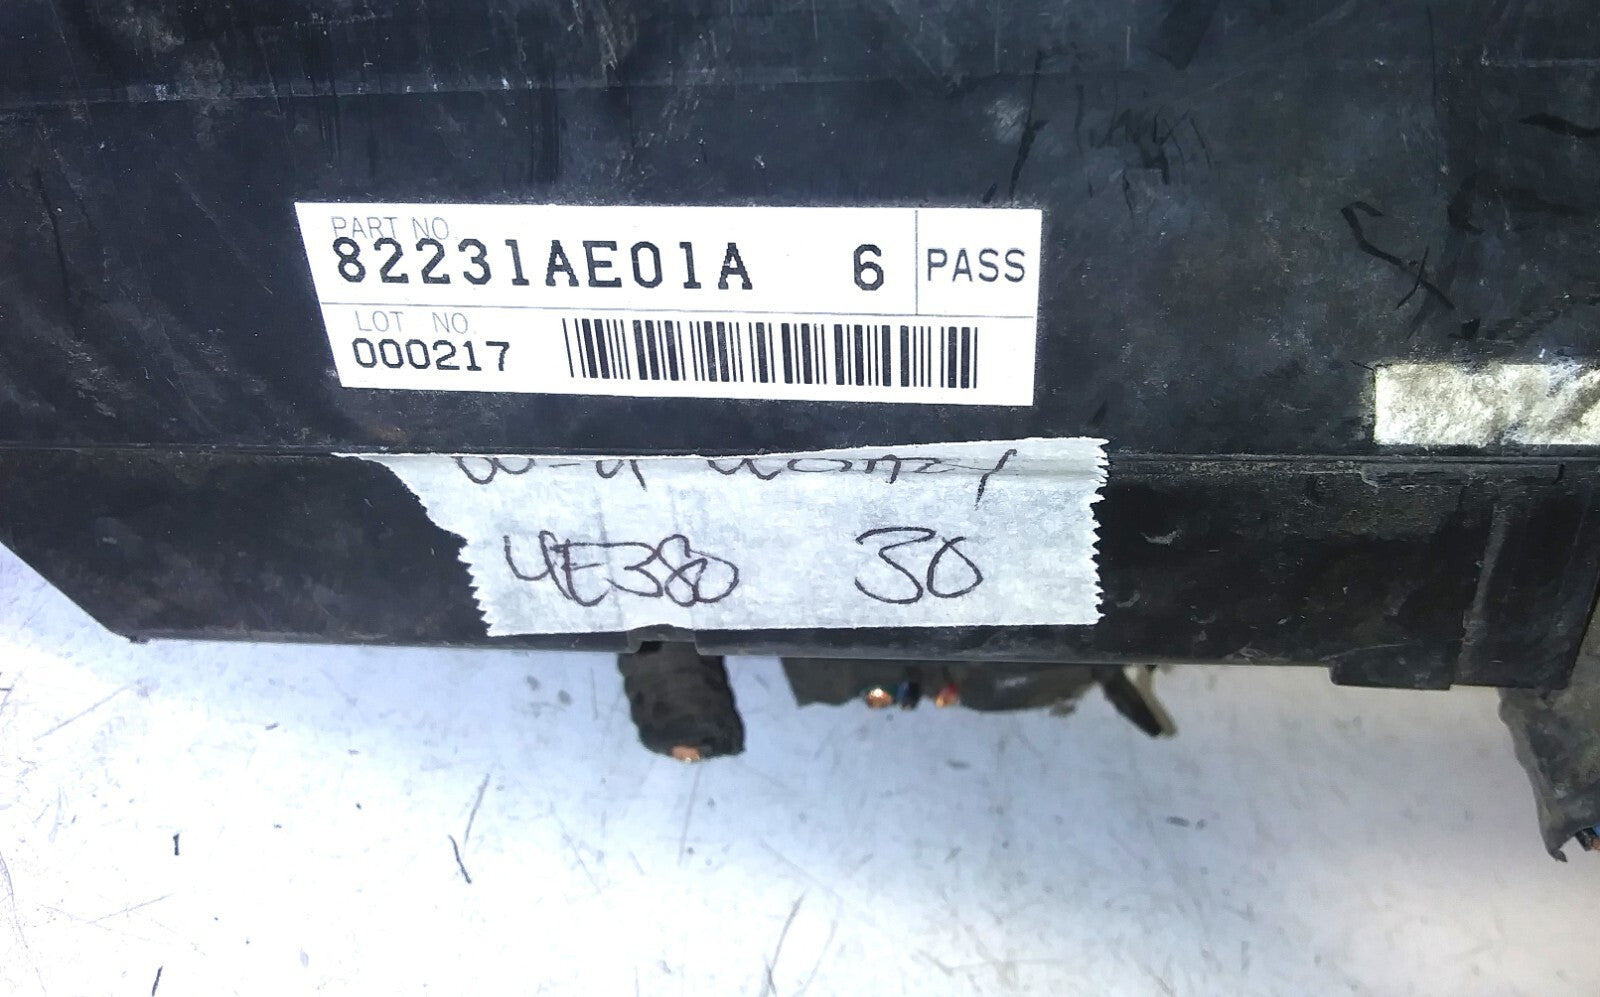 PART NO.
82231AE01A 6 PASS
LOT NO.
000217
4E380 30